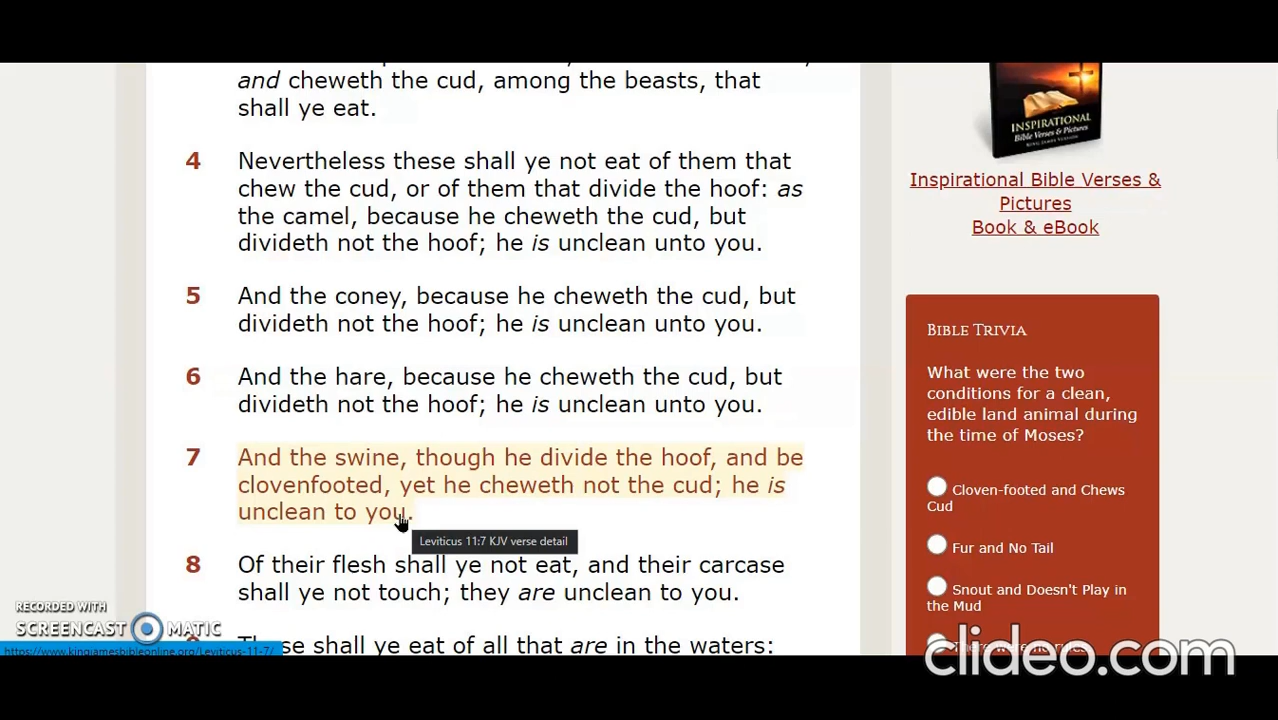 and cheweth the cud, among the beasts, that
shall ye eat.
4 Nevertheless these shall ye not eat of them that
chew the cud, or of them that divide the hoof: as
the camel, because he cheweth the cud, but
divideth not the hoof; he is unclean unto you.
5 And the coney, because he cheweth the cud, but
divideth not the hoof; he is unclean unto you.
6 And the hare, because he cheweth the cud, but
divideth not the hoof; he is unclean unto you.
7 And the swine, though he divide the hoof, and be
clovenfooted, yet he cheweth not the cud; he is
unclean to you.
Leviticus 11:7 KJV verse detail
8 Of their flesh shall ye not eat, and their carcase
shall ye not touch; they are unclean to you.
shall ye eat of all that are in the waters:
https://www.kingjamesbibleonline.org/Leviticus-11-7/
RECORDED WITH
SCREENCAST MATIC
INSPIRATIONAL
Bible Verses & Pictures
Inspirational Bible Verses &
Pictures
Book & eBook
BIBLE TRIVIA
What were the two
conditions for a clean,
edible land animal during
the time of Moses?
Cloven-footed and Chews
Cud
Fur and No Tail
Snout and Doesn't Play in
the Mud
clideo.com